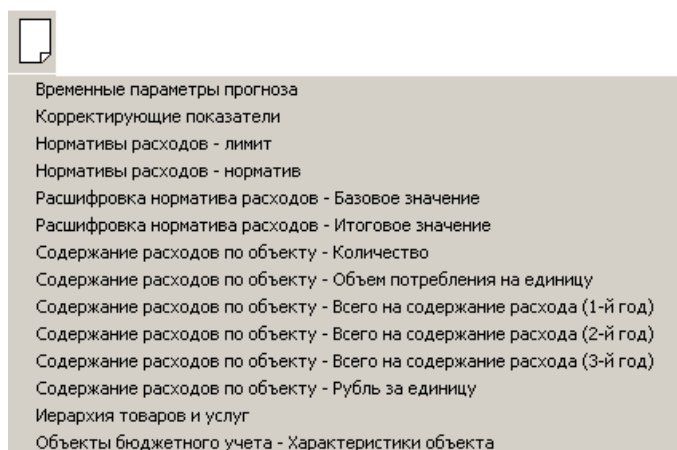 Временные параметры прогноза
Корректирующие показатели
Нормативы расходов - лимит
Нормативы расходов - норматив
Расшифровка норматива расходов - Базовое значение
Расшифровка норматива расходов - Итоговое значение
Содержание расходов по объекту - Количество
Содержание расходов по объекту - Объем потребления на единицу
Содержание расходов по объекту - Всего на содержание расхода (1-й год)
Содержание расходов по объекту - Всего на содержание расхода (2-й год)
Содержание расходов по объекту - Всего на содержание расхода (3-й год)
Содержание расходов по объекту - Рубль за единицу
Иерархия товаров и услуг
Объекты бюджетного учета - Характеристики объекта